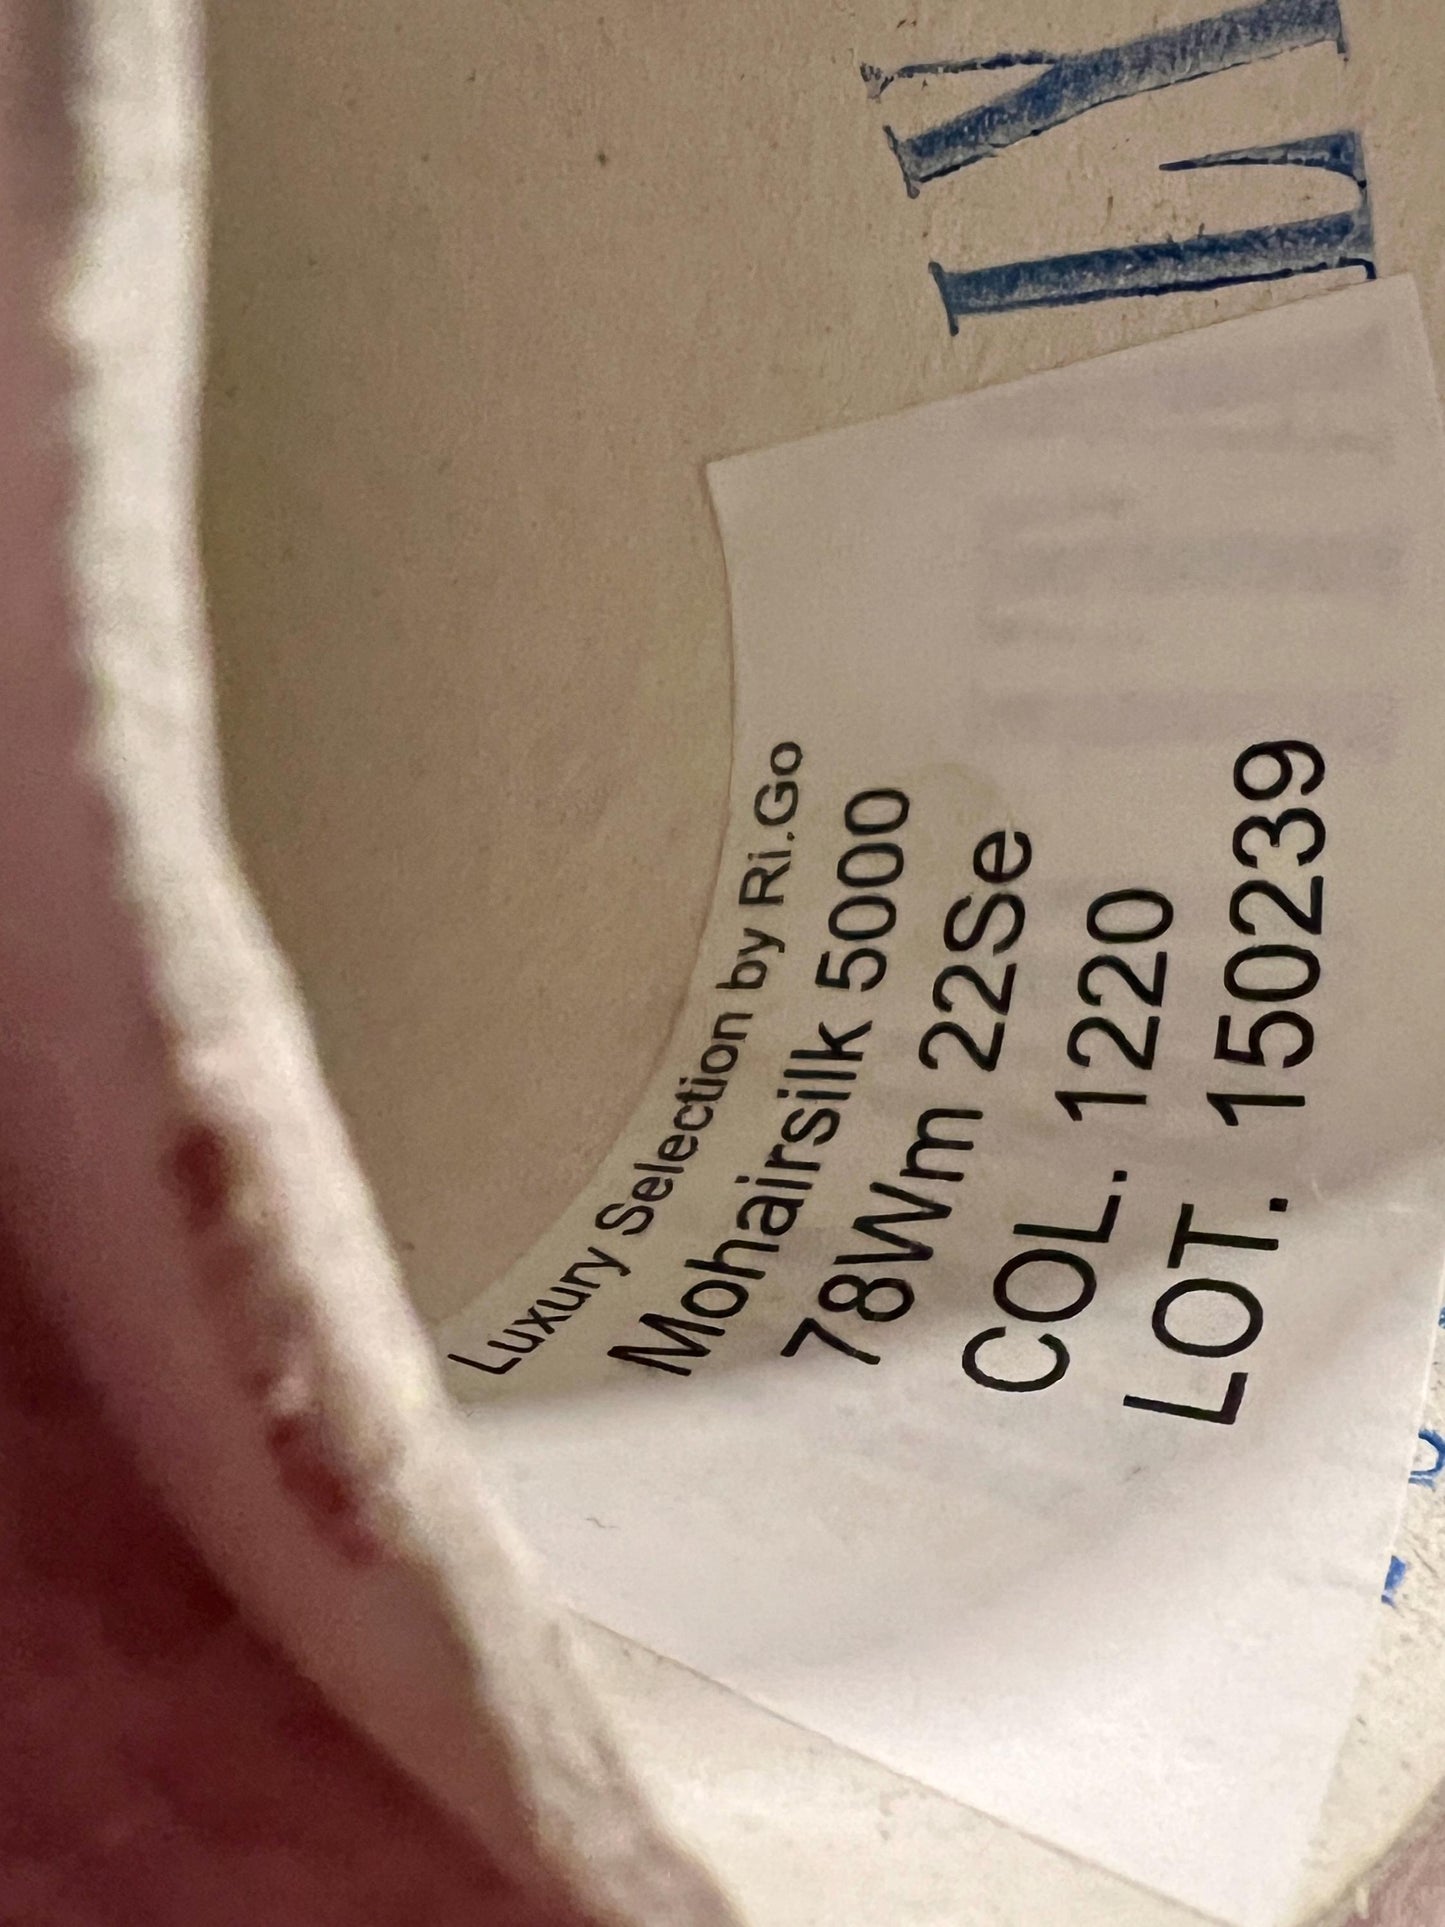 Luxury Selection by Ri.Go
Mohairsilk 5000
78Wm 22Se
COL. 1220
LOT. 150239